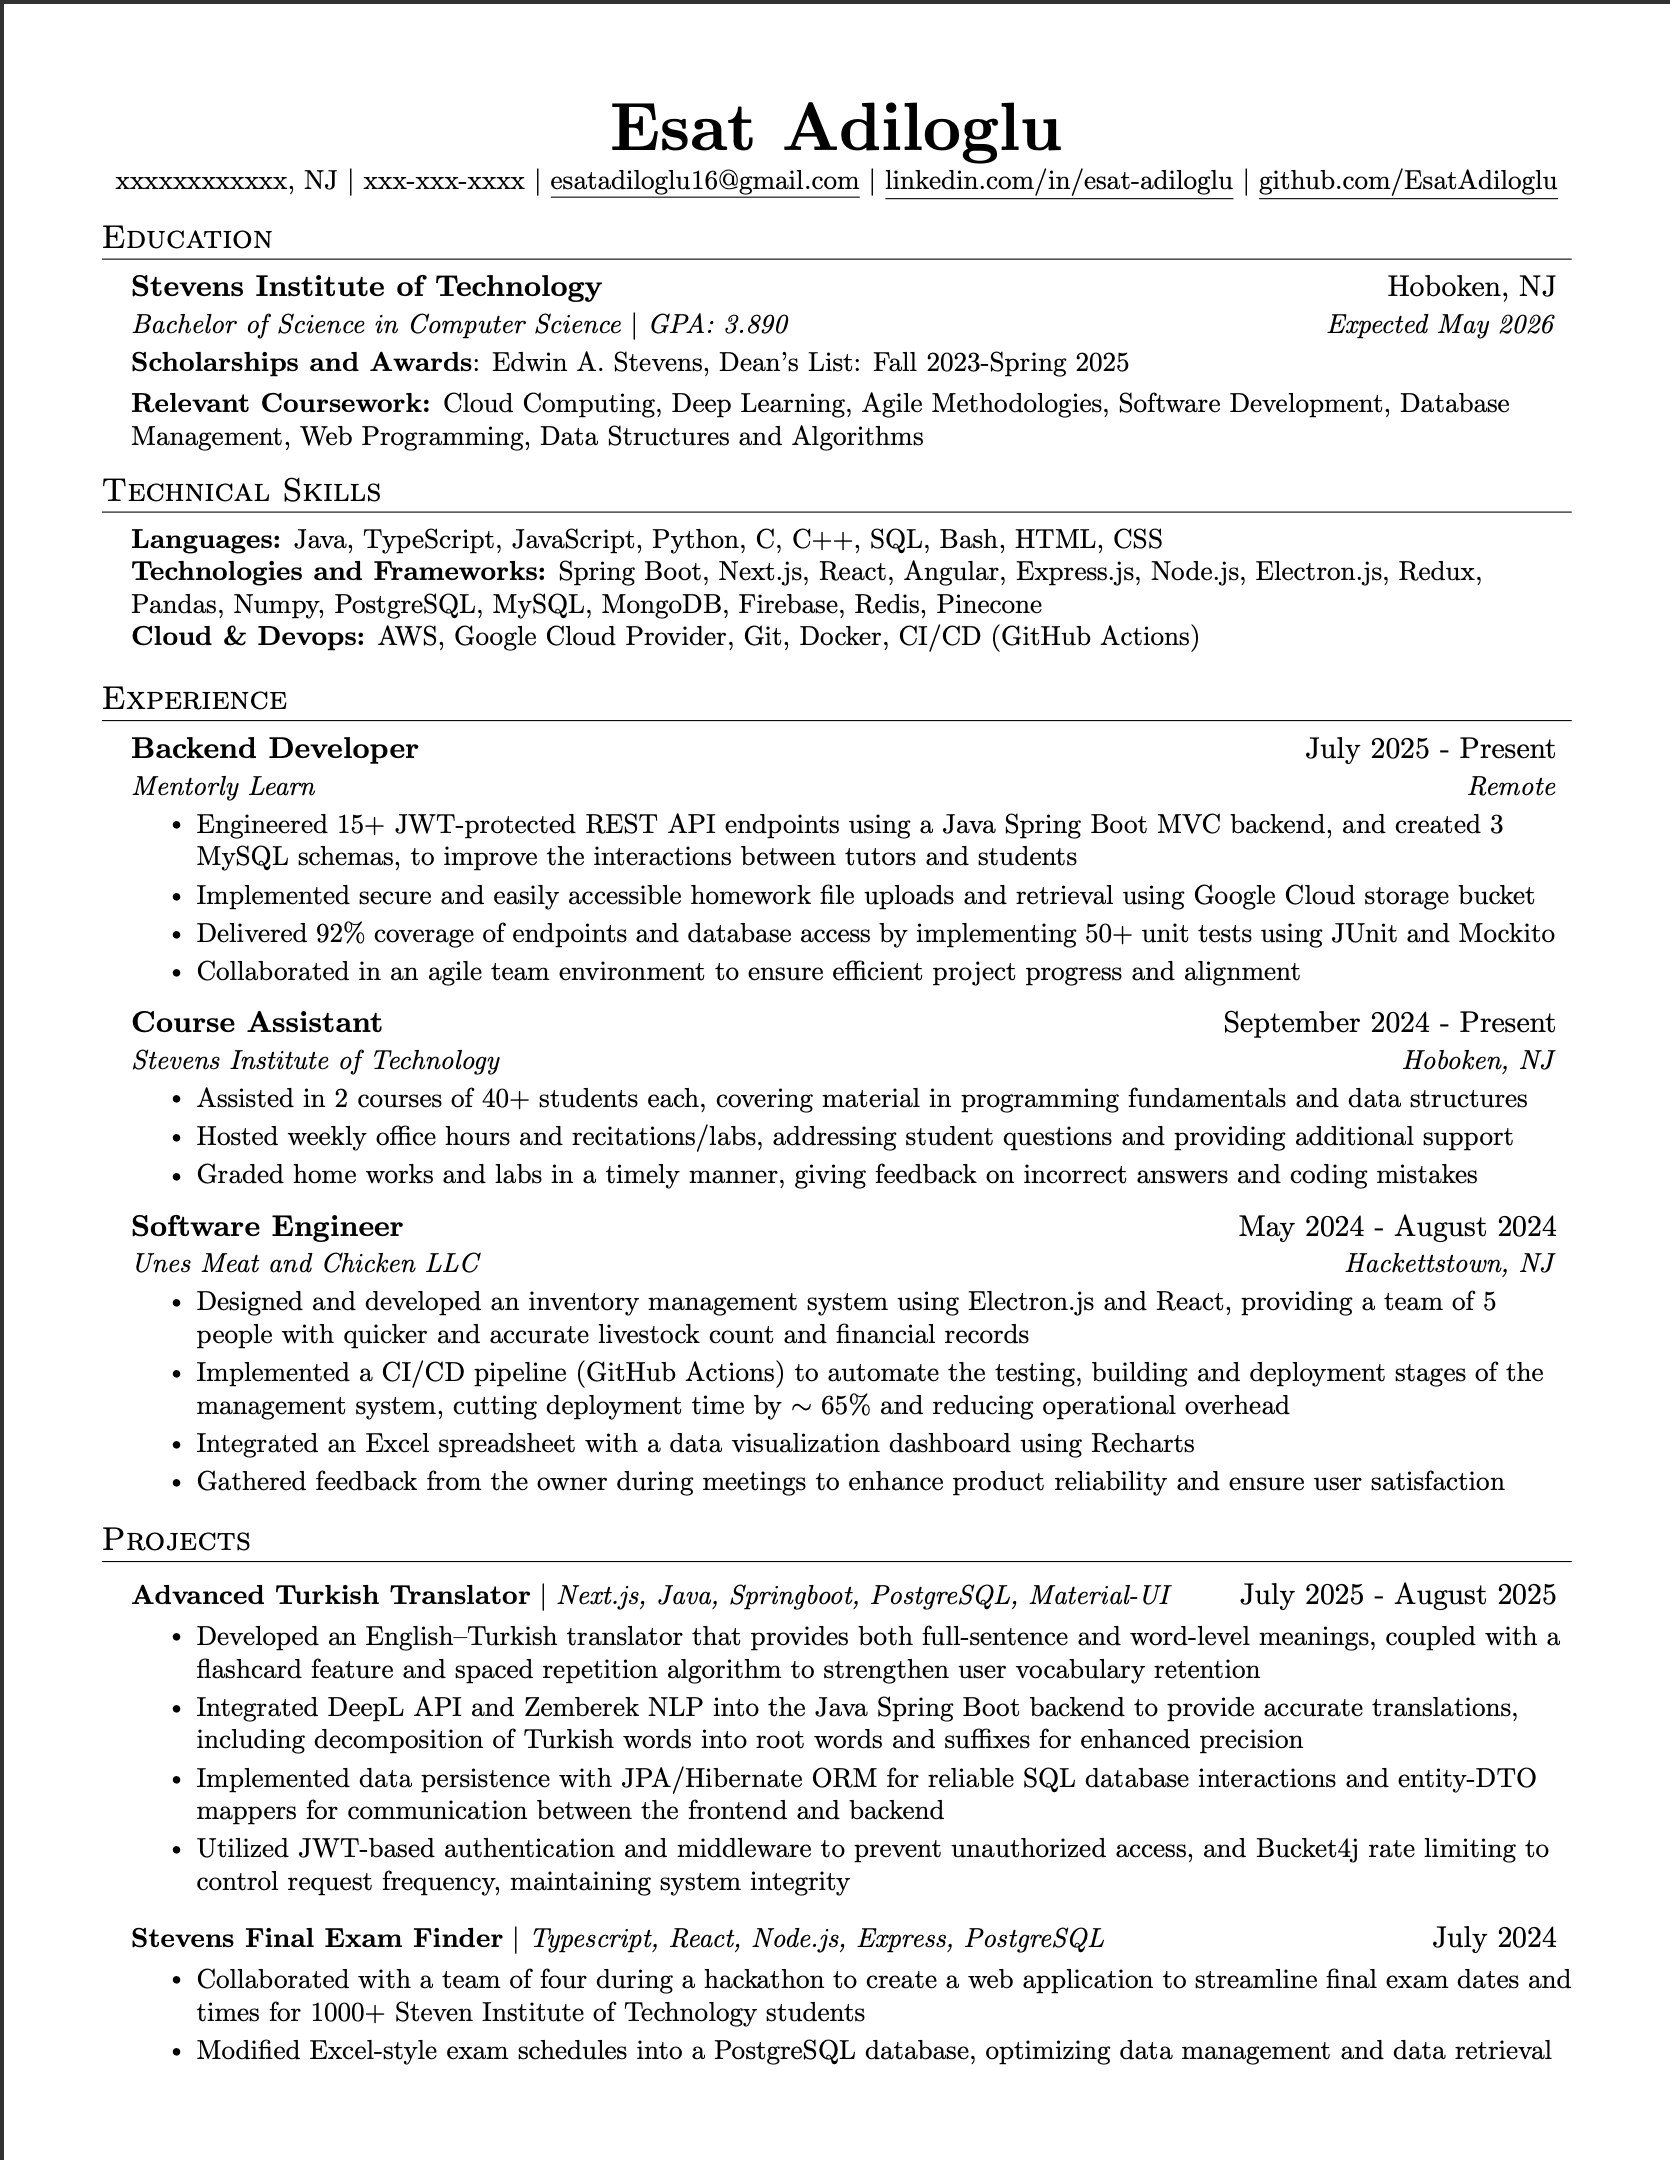 Esat Adiloglu
xxxxxxxxxxxx, NJ | xxx-xxx-xxxx | esatadiloglu16@gmail.com | linkedin.com/in/esat-adiloglu | github.com/EsatAdiloglu
Education
Stevens Institute of Technology Hoboken, NJ
Bachelor of Science in Computer Science | GPA: 3.890 Expected May 2026
Scholarships and Awards: Edwin A. Stevens, Dean's List: Fall 2023-Spring 2025
Relevant Coursework: Cloud Computing, Deep Learning, Agile Methodologies, Software Development, Database
Management, Web Programming, Data Structures and Algorithms
Technical Skills
Languages: Java, TypeScript, JavaScript, Python, C, C++, SQL, Bash, HTML, CSS
Technologies and Frameworks: Spring Boot, Next.js, React, Angular, Express.js, Node.js, Electron.js, Redux,
Pandas, Numpy, PostgreSQL, MySQL, MongoDB, Firebase, Redis, Pinecone
Cloud & Devops: AWS, Google Cloud Provider, Git, Docker, CI/CD (GitHub Actions)
Experience
Backend Developer July 2025 - Present
Mentorly Learn Remote
• Engineered 15+ JWT-protected REST API endpoints using a Java Spring Boot MVC backend, and created 3
MySQL schemas, to improve the interactions between tutors and students
• Implemented secure and easily accessible homework file uploads and retrieval using Google Cloud storage bucket
• Delivered 92% coverage of endpoints and database access by implementing 50+ unit tests using JUnit and Mockito
• Collaborated in an agile team environment to ensure efficient project progress and alignment
Course Assistant September 2024 - Present
Stevens Institute of Technology Hoboken, NJ
• Assisted in 2 courses of 40+ students each, covering material in programming fundamentals and data structures
• Hosted weekly office hours and recitations/labs, addressing student questions and providing additional support
• Graded home works and labs in a timely manner, giving feedback on incorrect answers and coding mistakes
Software Engineer May 2024 - August 2024
Unes Meat and Chicken LLC Hackettstown, NJ
• Designed and developed an inventory management system using Electron.js and React, providing a team of 5
people with quicker and accurate livestock count and financial records
• Implemented a CI/CD pipeline (GitHub Actions) to automate the testing, building and deployment stages of the
management system, cutting deployment time by ~ 65% and reducing operational overhead
• Integrated an Excel spreadsheet with a data visualization dashboard using Recharts
• Gathered feedback from the owner during meetings to enhance product reliability and ensure user satisfaction
Projects
Advanced Turkish Translator | Next.js, Java, Springboot, PostgreSQL, Material-UI July 2025 - August 2025
• Developed an English–Turkish translator that provides both full-sentence and word-level meanings, coupled with a
flashcard feature and spaced repetition algorithm to strengthen user vocabulary retention
• Integrated DeepL API and Zemberek NLP into the Java Spring Boot backend to provide accurate translations,
including decomposition of Turkish words into root words and suffixes for enhanced precision
• Implemented data persistence with JPA/Hibernate ORM for reliable SQL database interactions and entity-DTO
mappers for communication between the frontend and backend
• Utilized JWT-based authentication and middleware to prevent unauthorized access, and Bucket4j rate limiting to
control request frequency, maintaining system integrity
Stevens Final Exam Finder | Typescript, React, Node.js, Express, PostgreSQL July 2024
• Collaborated with a team of four during a hackathon to create a web application to streamline final exam dates and
times for 1000+ Steven Institute of Technology students
• Modified Excel-style exam schedules into a PostgreSQL database, optimizing data management and data retrieval